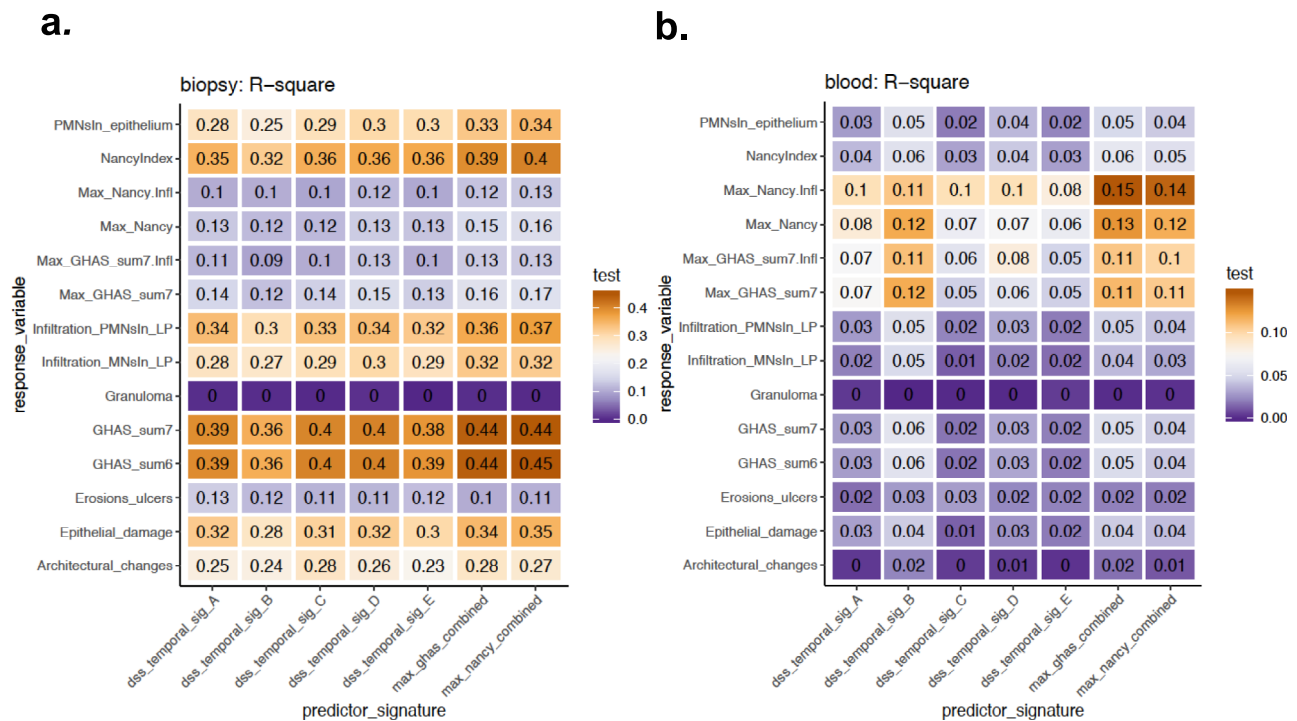 a.
biopsy: R−square
response_variable
PMNsIn_epithelium 0.28 0.25 0.29 0.3 0.3 0.33 0.34
NancyIndex 0.35 0.32 0.36 0.36 0.36 0.39 0.4
Max_Nancy.Infl 0.1 0.1 0.1 0.12 0.1 0.12 0.13
Max_Nancy 0.13 0.12 0.12 0.13 0.13 0.15 0.16
Max_GHAS_sum7.Infl 0.11 0.09 0.1 0.13 0.1 0.13 0.13
Max_GHAS_sum7 0.14 0.12 0.14 0.15 0.13 0.16 0.17
Infiltration_PMNsIn_LP 0.34 0.3 0.33 0.34 0.32 0.36 0.37
Infiltration_MNsIn_LP 0.28 0.27 0.29 0.3 0.29 0.32 0.32
Granuloma 0 0 0 0 0 0 0
GHAS_sum7 0.39 0.36 0.4 0.4 0.38 0.44 0.44
GHAS_sum6 0.39 0.36 0.4 0.4 0.39 0.44 0.45
Erosions_ulcers 0.13 0.12 0.11 0.11 0.12 0.1 0.11
Epithelial_damage 0.32 0.28 0.31 0.32 0.3 0.34 0.35
Architectural_changes 0.25 0.24 0.28 0.26 0.23 0.28 0.27
dss_temporal_sig_A
dss_temporal_sig_B
dss_temporal_sig_C
dss_temporal_sig_D
dss_temporal_sig_E
max_ghas_combined
max_nancy_combined
predictor_signature
test
0.4
0.3
0.2
0.1
0.0
b.
blood: R−square
response_variable
PMNsIn_epithelium 0.03 0.05 0.02 0.04 0.02 0.05 0.04
NancyIndex 0.04 0.06 0.03 0.04 0.03 0.06 0.05
Max_Nancy.Infl 0.1 0.11 0.1 0.1 0.08 0.15 0.14
Max_Nancy 0.08 0.12 0.07 0.07 0.06 0.13 0.12
Max_GHAS_sum7.Infl 0.07 0.11 0.06 0.08 0.05 0.11 0.1
Max_GHAS_sum7 0.07 0.12 0.05 0.06 0.05 0.11 0.11
Infiltration_PMNsIn_LP 0.03 0.05 0.02 0.03 0.02 0.05 0.04
Infiltration_MNsIn_LP 0.02 0.05 0.01 0.02 0.02 0.04 0.03
Granuloma 0 0 0 0 0 0 0
GHAS_sum7 0.03 0.06 0.02 0.03 0.02 0.05 0.04
GHAS_sum6 0.03 0.06 0.02 0.03 0.02 0.05 0.04
Erosions_ulcers 0.02 0.03 0.03 0.02 0.02 0.02 0.02
Epithelial_damage 0.03 0.04 0.01 0.03 0.02 0.04 0.04
Architectural_changes 0 0.02 0 0.01 0 0.02 0.01
dss_temporal_sig_A
dss_temporal_sig_B
dss_temporal_sig_C
dss_temporal_sig_D
dss_temporal_sig_E
max_ghas_combined
max_nancy_combined
predictor_signature
test
0.10
0.05
0.00